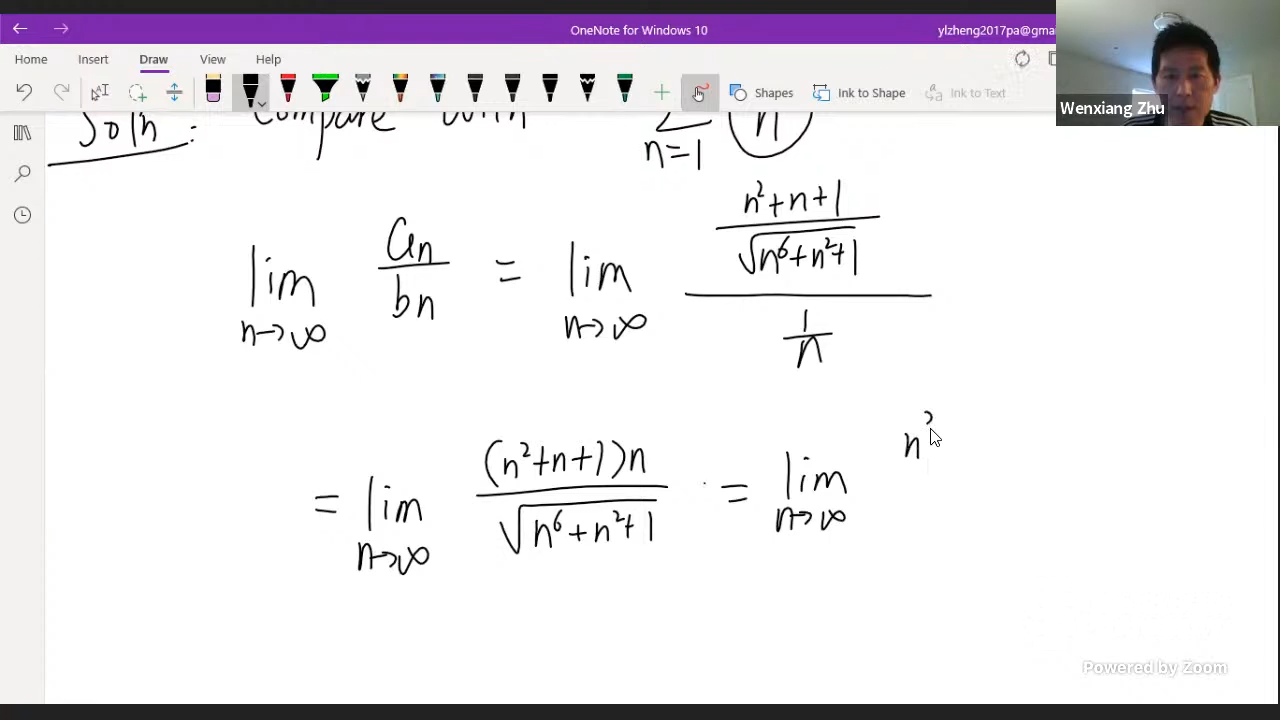 OneNote for Windows 10 ylzheng2017pa@gma
Home Insert Draw View Help
Shapes Ink to Shape Ink to Text
Wenxiang Zhu
Soln: Compare with ∑ n=1 n
lim n→∞ an/bn = lim n→∞ ((n²+n+1)/√(n⁶+n²+1))/(1/n)
= lim n→∞ (n²+n+1)n/√(n⁶+n²+1) = lim n→∞ n
Powered by Zoom